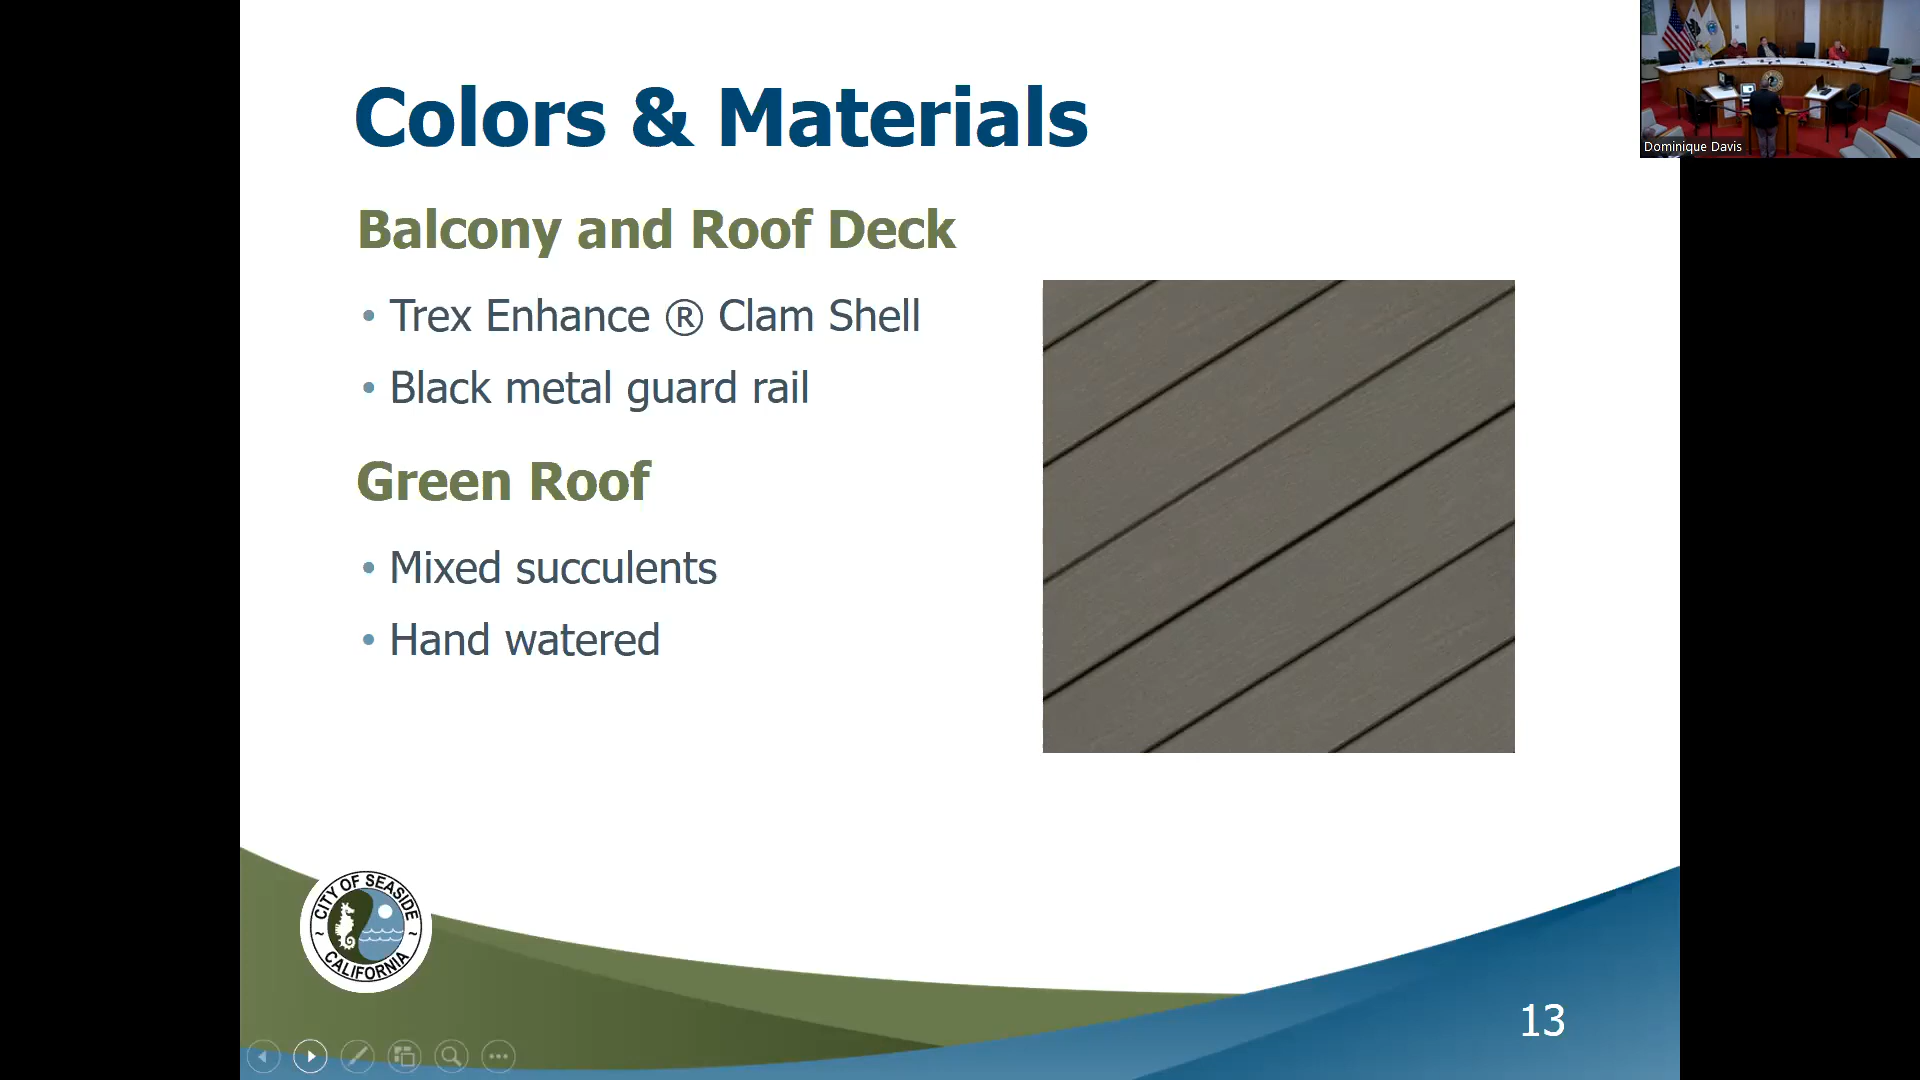 Colors & Materials
Balcony and Roof Deck
• Trex Enhance ® Clam Shell
• Black metal guard rail
Green Roof
• Mixed succulents
• Hand watered
Dominique Davis
~ CITY OF SEASIDE ~
CALIFORNIA
13